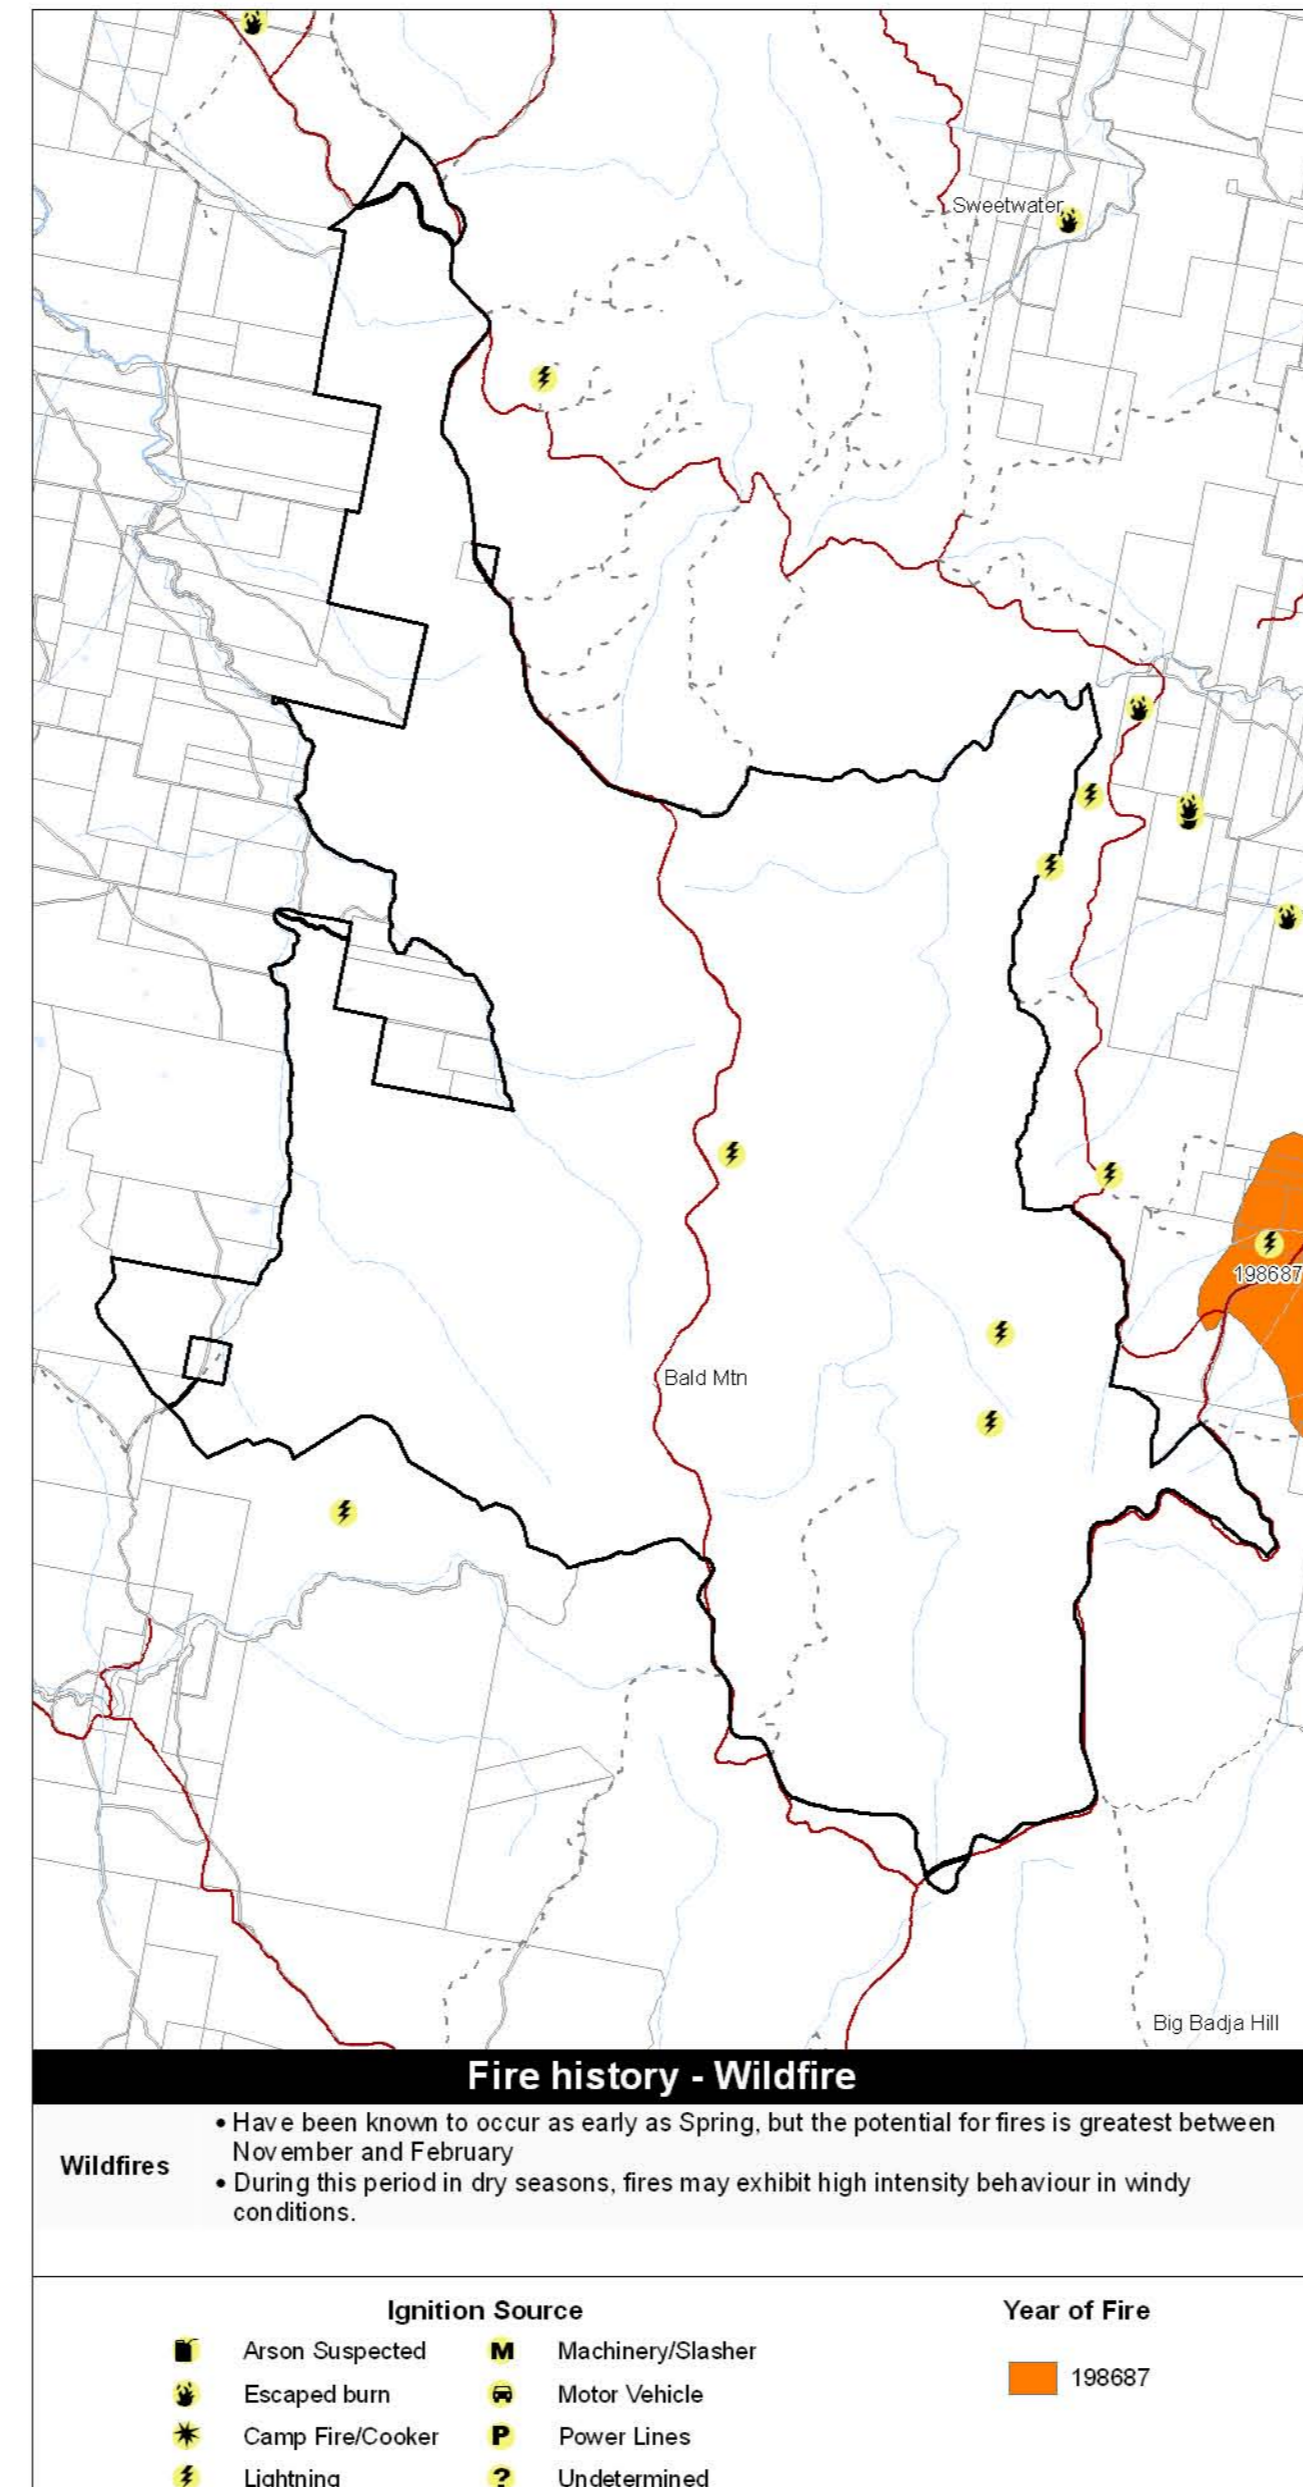 Sweetwater
198687
Bald Mtn
Big Badja Hill
Fire history - Wildfire
Wildfires
• Have been known to occur as early as Spring, but the potential for fires is greatest between
November and February
• During this period in dry seasons, fires may exhibit high intensity behaviour in windy
conditions.
Ignition Source
Year of Fire
Arson Suspected
M Machinery/Slasher
198687
Escaped burn
Motor Vehicle
Camp Fire/Cooker
P Power Lines
Lightning
? Undetermined